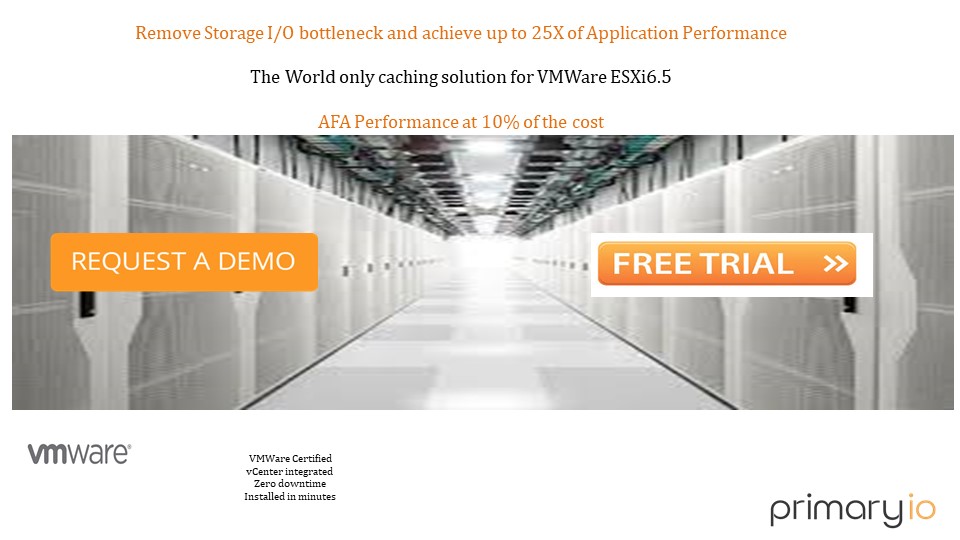 Remove Storage I/O bottleneck and achieve up to 25X of Application Performance
The World only caching solution for VMWare ESXi6.5
AFA Performance at 10% of the cost
REQUEST A DEMO
FREE TRIAL >>
vmware®
VMWare Certified
vCenter integrated
Zero downtime
Installed in minutes
primaryio